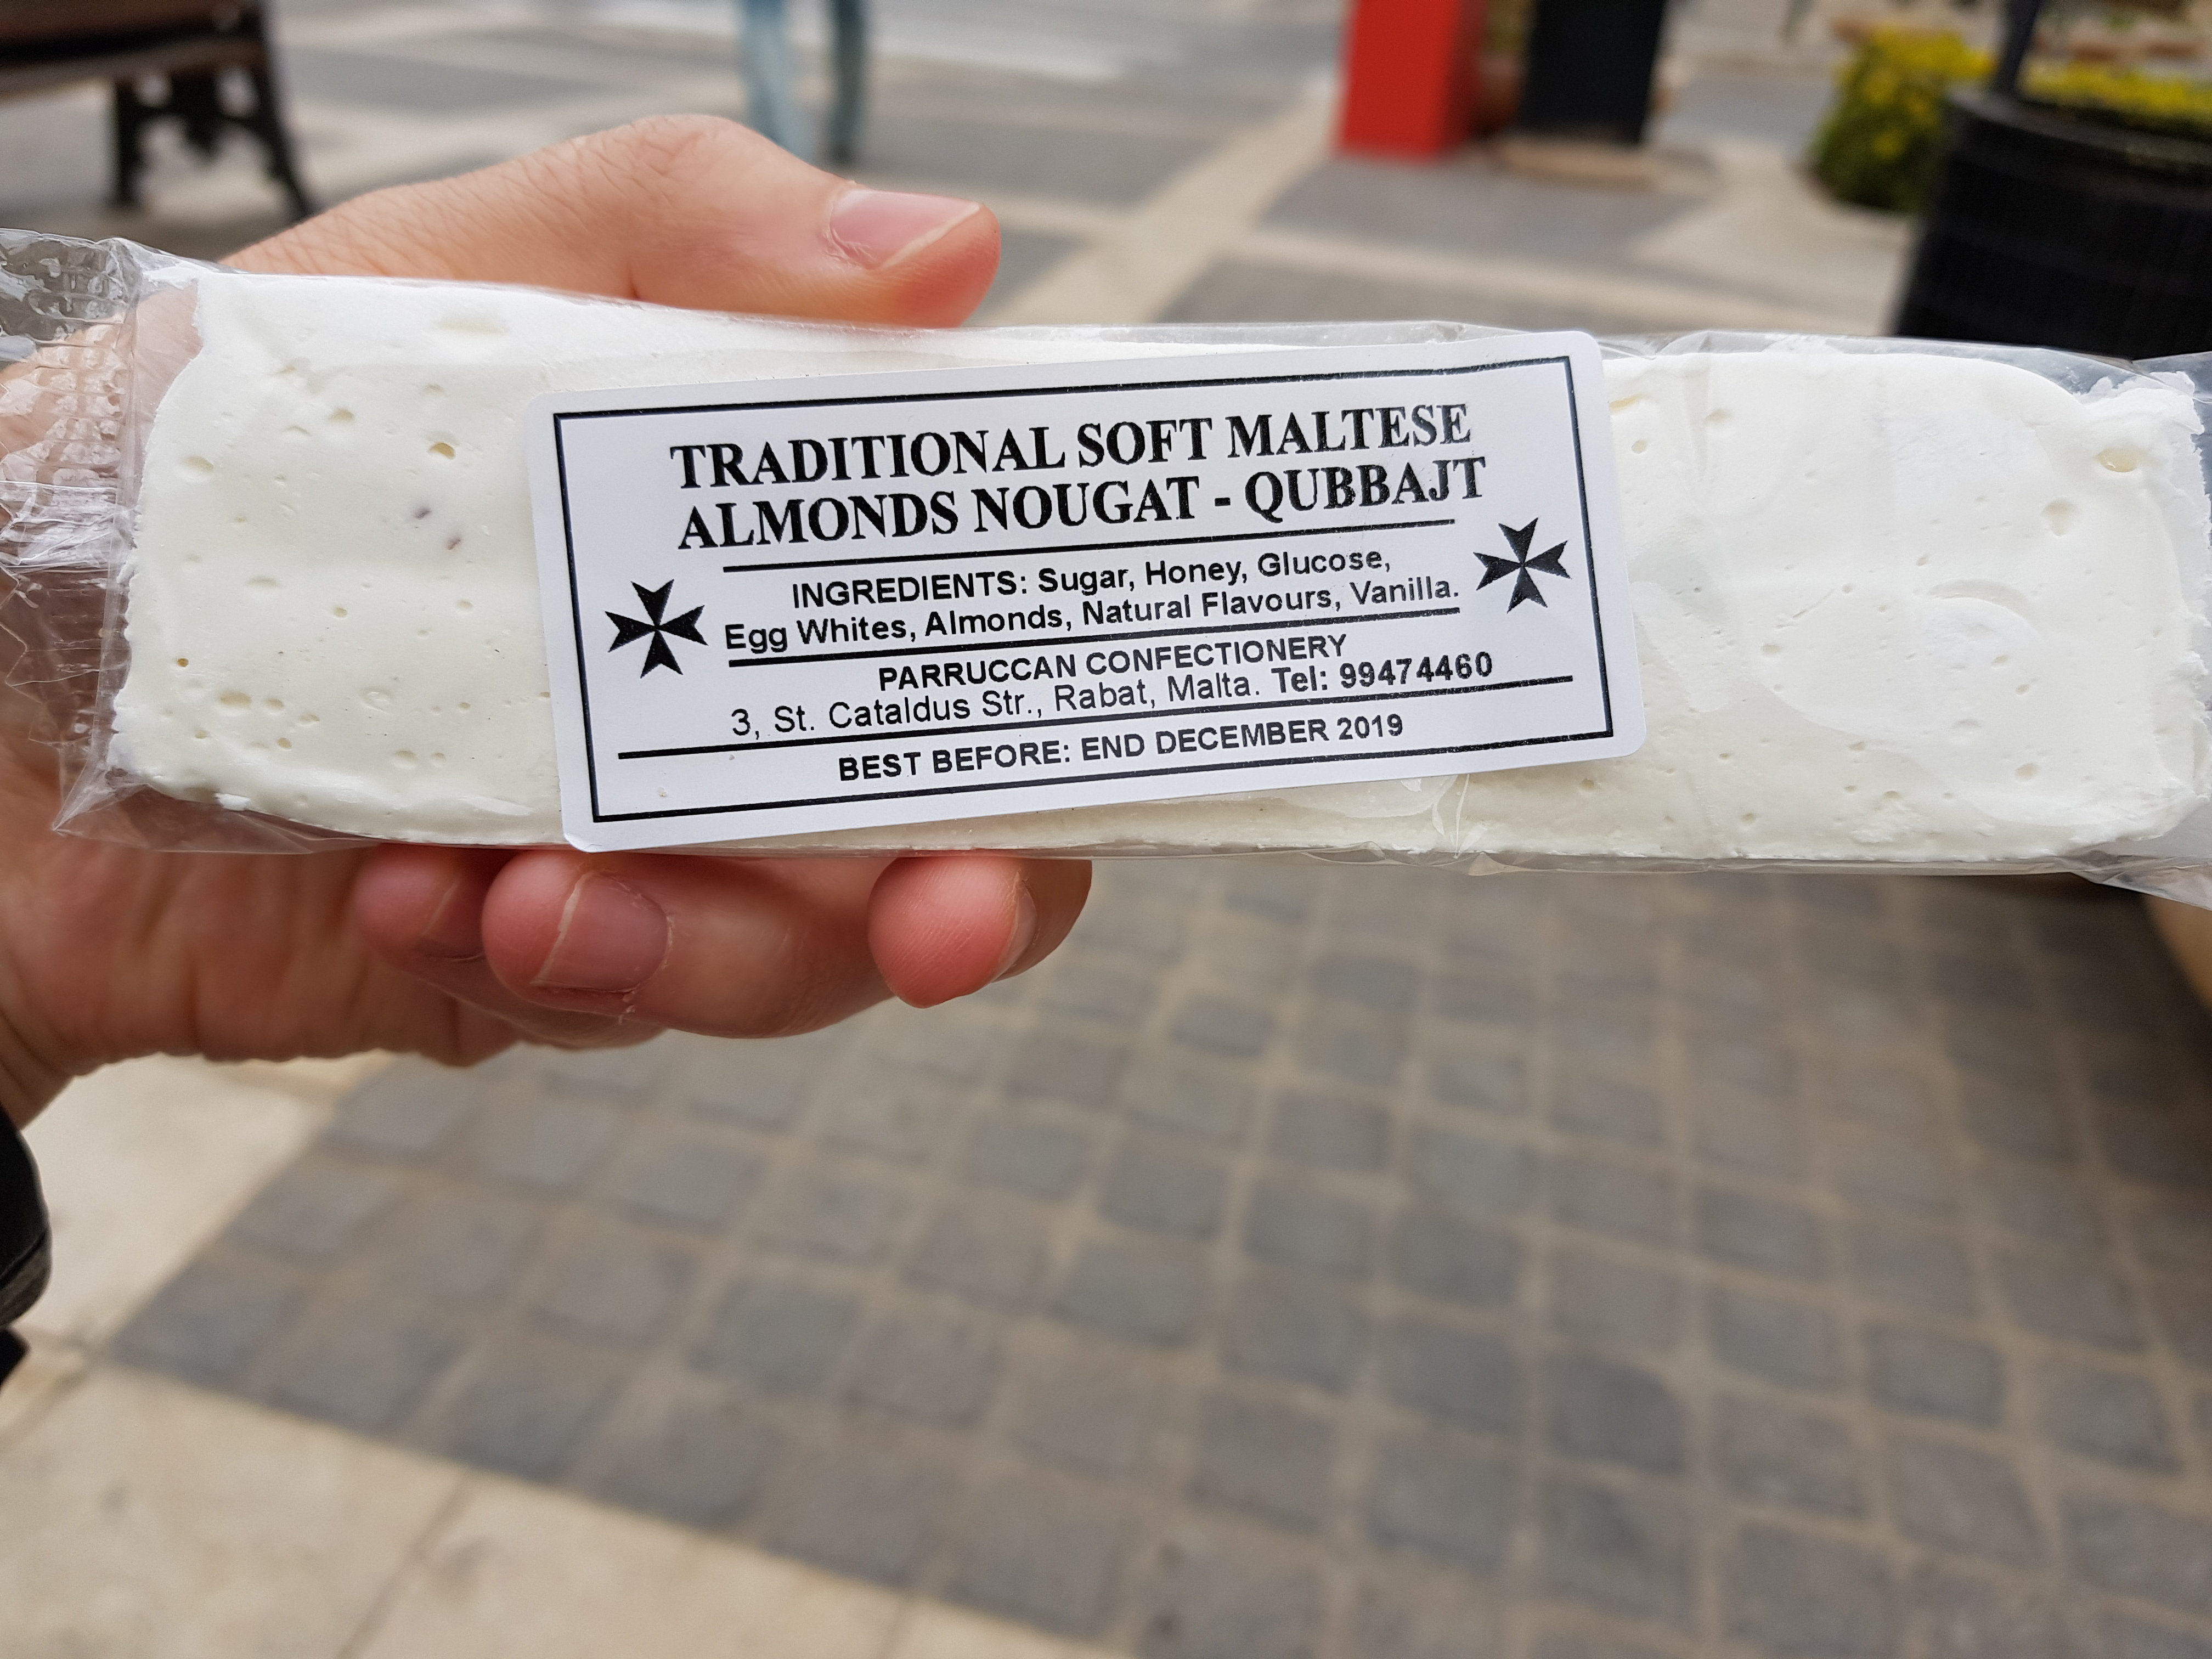 TRADITIONAL SOFT MALTESE
ALMONDS NOUGAT - QUBBAJT
INGREDIENTS: Sugar, Honey, Glucose,
Egg Whites, Almonds, Natural Flavours, Vanilla.
PARRUCCAN CONFECTIONERY
3, St. Cataldus Str., Rabat, Malta. Tel: 99474460
BEST BEFORE: END DECEMBER 2019